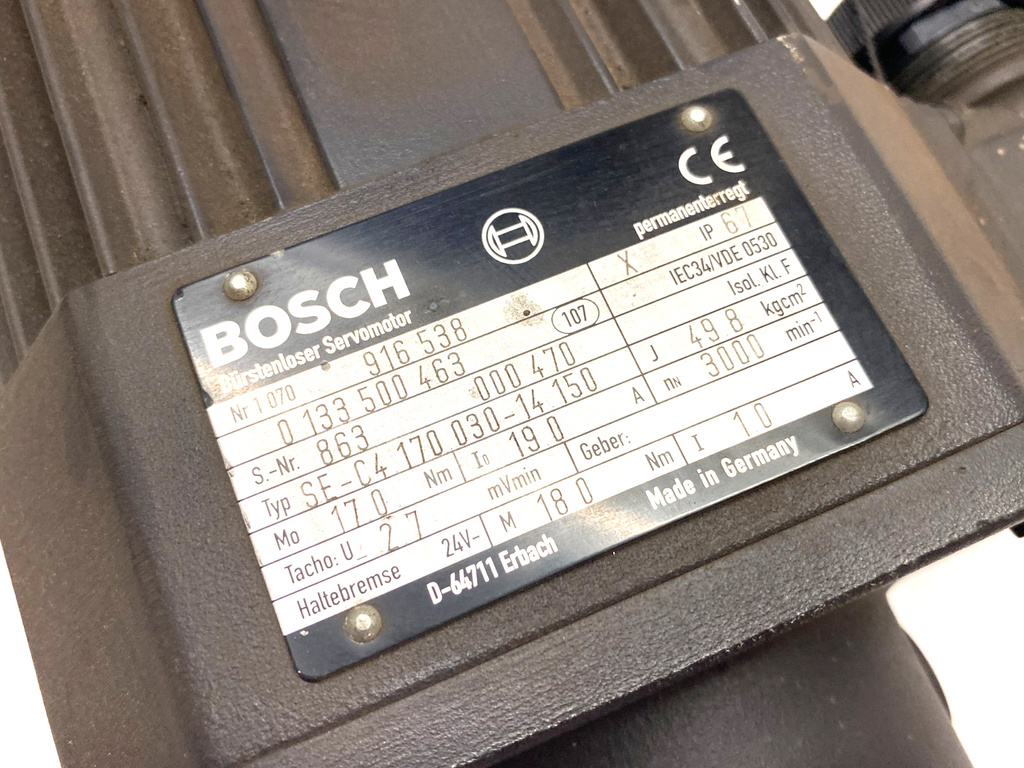 CE
BOSCH
Bürstenloser Servomotor permanenterregt
Nr 1 070 916 538 X IP 67
0 133 500 463 107 IEC34/VDE 0530
S.-Nr. 863 000 470 Isol. Kl. F
Typ SE-C4 170 030-14 150 J 49 8 kgcm²
Mo 17 0 Nm I₀ 19 0 A nN 3000 min⁻¹
Tacho: U 2 7 mVmin Geber:
Haltebremse 24V- M 18 0 Nm I 1 0 A
D-64711 Erbach Made in Germany